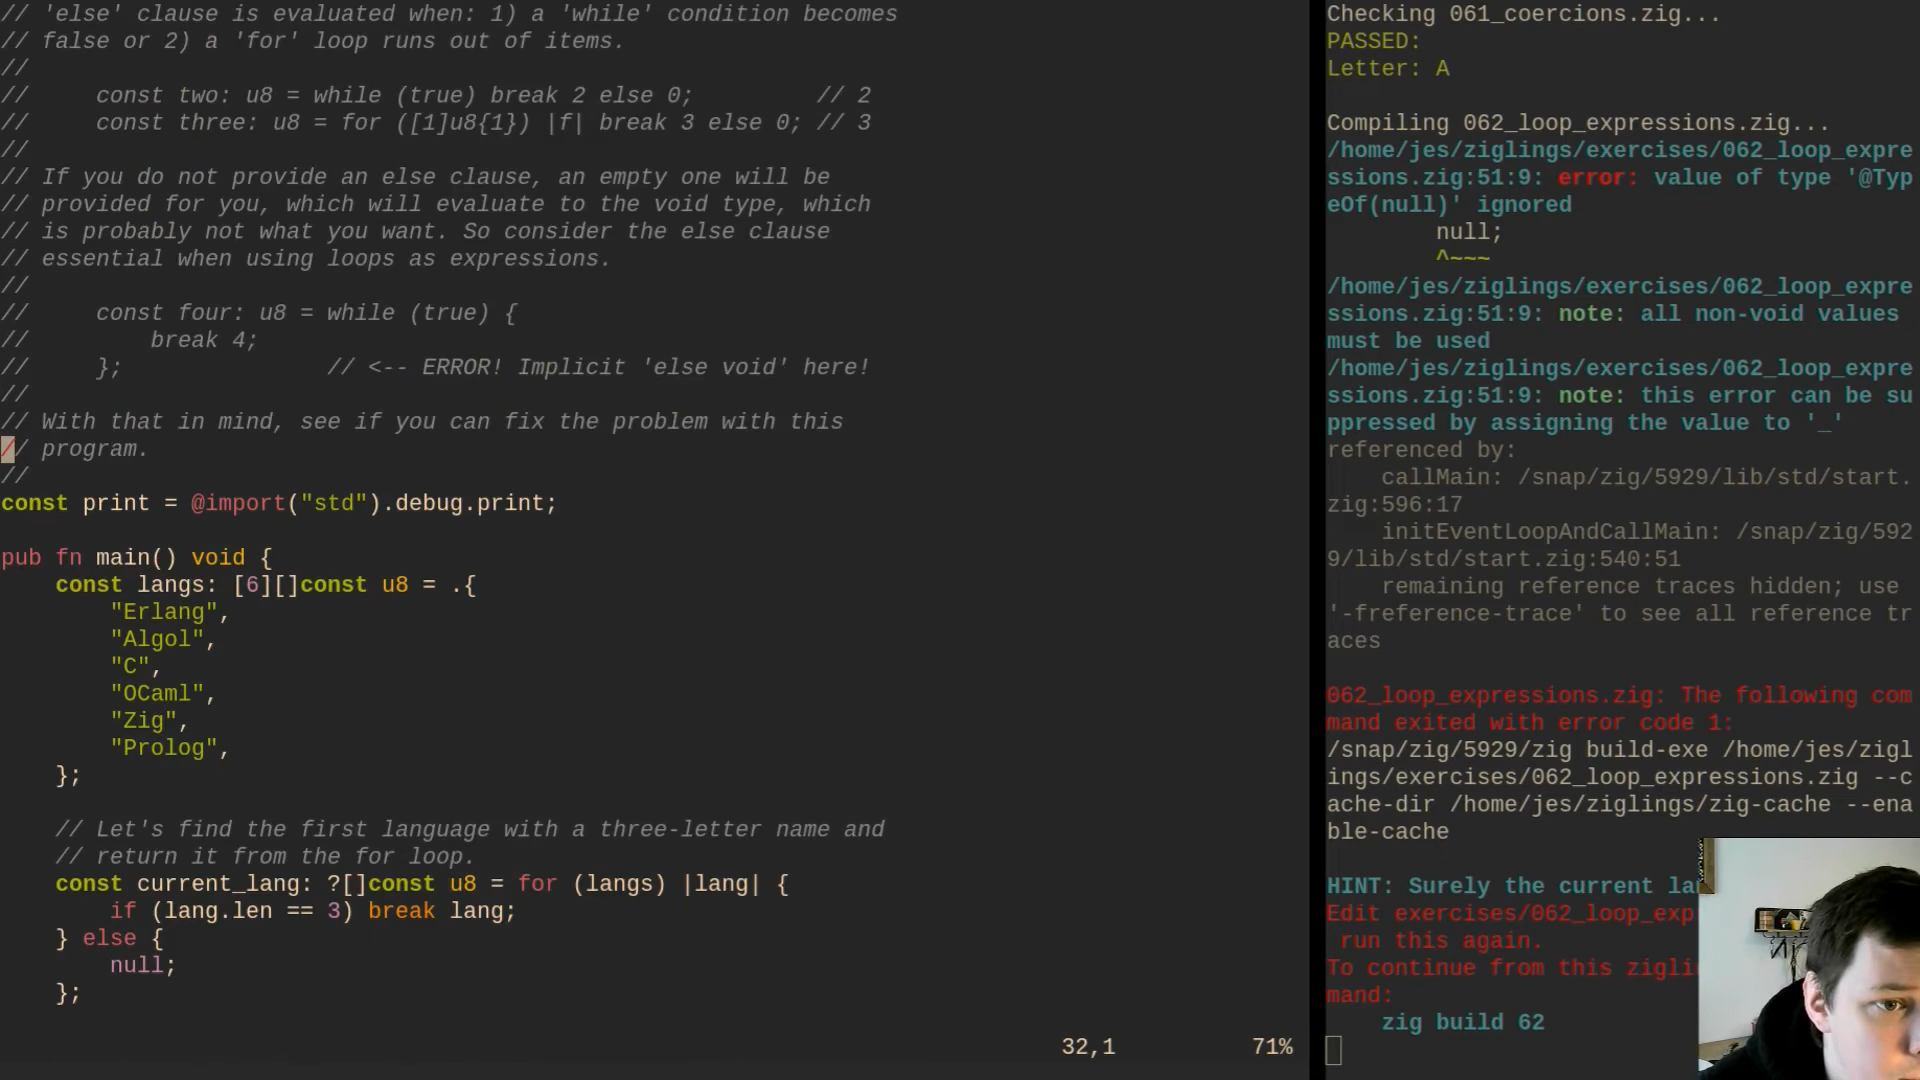 // 'else' clause is evaluated when: 1) a 'while' condition becomes
// false or 2) a 'for' loop runs out of items.
//
//     const two: u8 = while (true) break 2 else 0;         // 2
//     const three: u8 = for ([1]u8{1}) |f| break 3 else 0; // 3
//
// If you do not provide an else clause, an empty one will be
// provided for you, which will evaluate to the void type, which
// is probably not what you want. So consider the else clause
// essential when using loops as expressions.
//
//     const four: u8 = while (true) {
//         break 4;
//     };               // <-- ERROR! Implicit 'else void' here!
//
// With that in mind, see if you can fix the problem with this
// program.
//
const print = @import("std").debug.print;
pub fn main() void {
    const langs: [6][]const u8 = .{
        "Erlang",
        "Algol",
        "C",
        "OCaml",
        "Zig",
        "Prolog",
    };
    // Let's find the first language with a three-letter name and
    // return it from the for loop.
    const current_lang: ?[]const u8 = for (langs) |lang| {
        if (lang.len == 3) break lang;
    } else {
        null;
    };
32,1 71%
Checking 061_coercions.zig...
PASSED:
Letter: A
Compiling 062_loop_expressions.zig...
/home/jes/ziglings/exercises/062_loop_expre
ssions.zig:51:9: error: value of type '@Typ
eOf(null)' ignored
        null;
        ^~~~
/home/jes/ziglings/exercises/062_loop_expre
ssions.zig:51:9: note: all non-void values
must be used
/home/jes/ziglings/exercises/062_loop_expre
ssions.zig:51:9: note: this error can be su
ppressed by assigning the value to '_'
referenced by:
    callMain: /snap/zig/5929/lib/std/start.
zig:596:17
    initEventLoopAndCallMain: /snap/zig/592
9/lib/std/start.zig:540:51
    remaining reference traces hidden; use
'-freference-trace' to see all reference tr
aces
062_loop_expressions.zig: The following com
mand exited with error code 1:
/snap/zig/5929/zig build-exe /home/jes/zigl
ings/exercises/062_loop_expressions.zig --c
ache-dir /home/jes/ziglings/zig-cache --ena
ble-cache
HINT: Surely the current la
Edit exercises/062_loop_exp
 run this again.
To continue from this zigli
mand:
    zig build 62